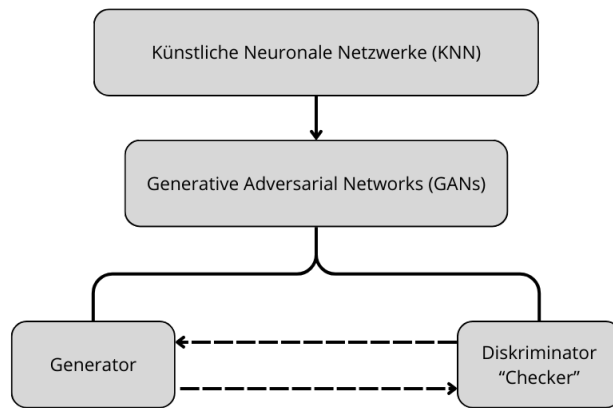 Künstliche Neuronale Netzwerke (KNN)
Generative Adversarial Networks (GANs)
Generator
Diskriminator
“Checker”